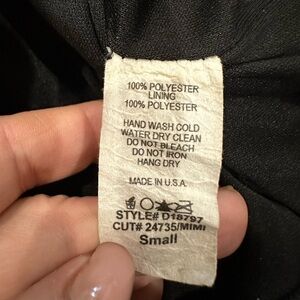 100% POLYESTER
LINING
100% POLYESTER
HAND WASH COLD
WATER DRY CLEAN
DO NOT BLEACH
DO NOT IRON
HANG DRY
MADE IN U.S.A.
STYLE# D18797
CUT# 24735/MIMI
Small